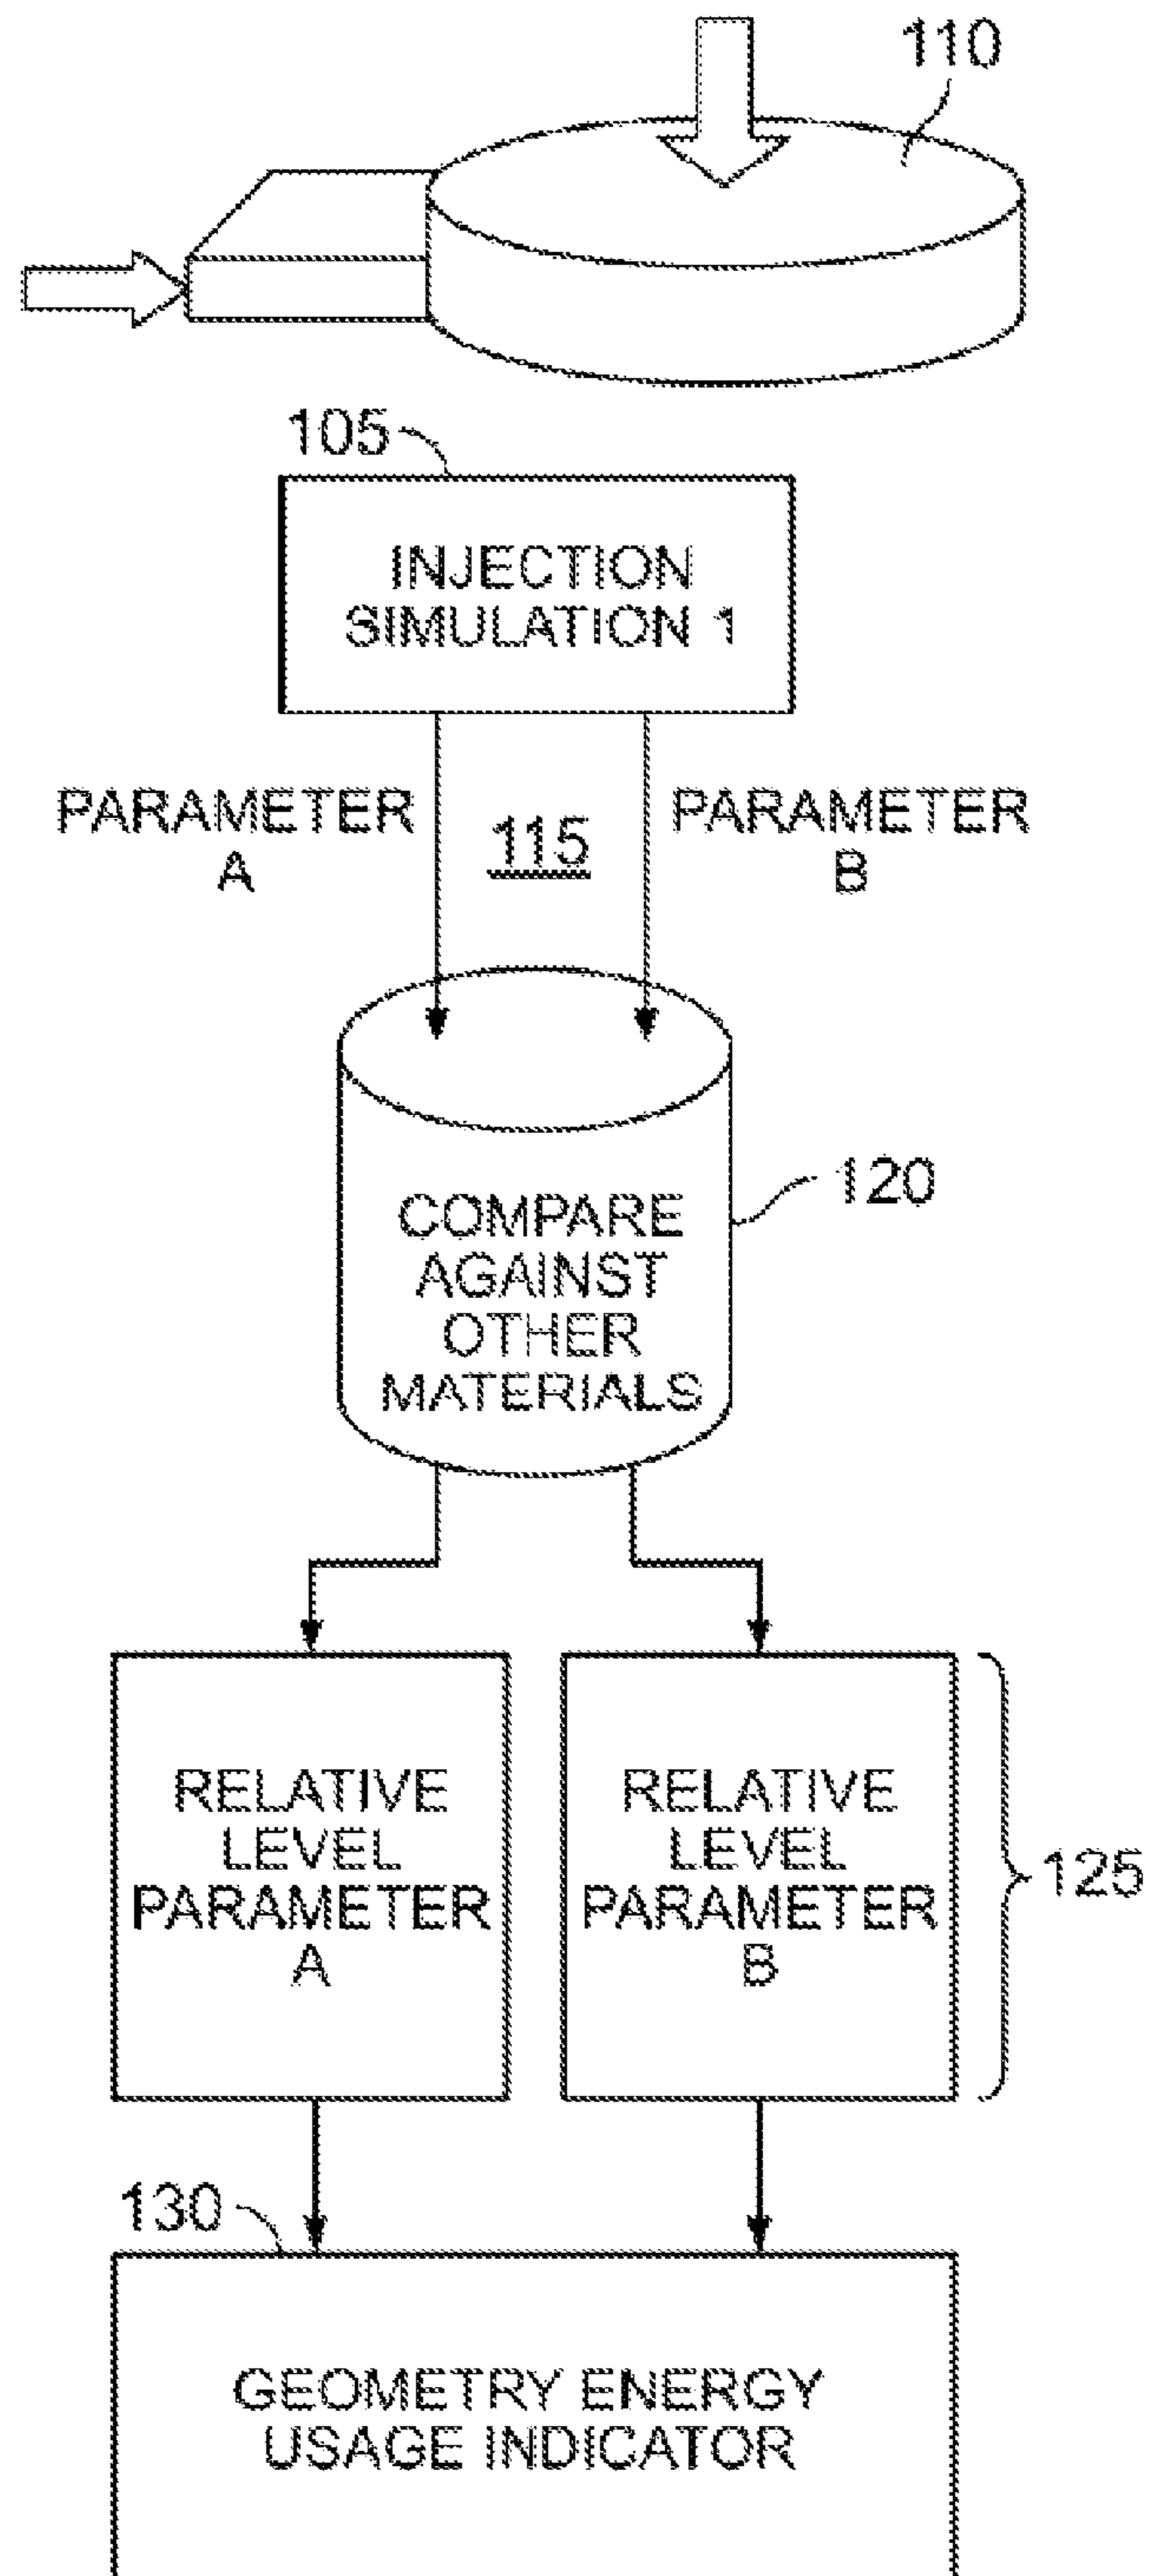 110
105
INJECTION
SIMULATION 1
PARAMETER
A
115
PARAMETER
B
120
COMPARE
AGAINST
OTHER
MATERIALS
RELATIVE
LEVEL
PARAMETER
A
RELATIVE
LEVEL
PARAMETER
B
125
130
GEOMETRY ENERGY
USAGE INDICATOR